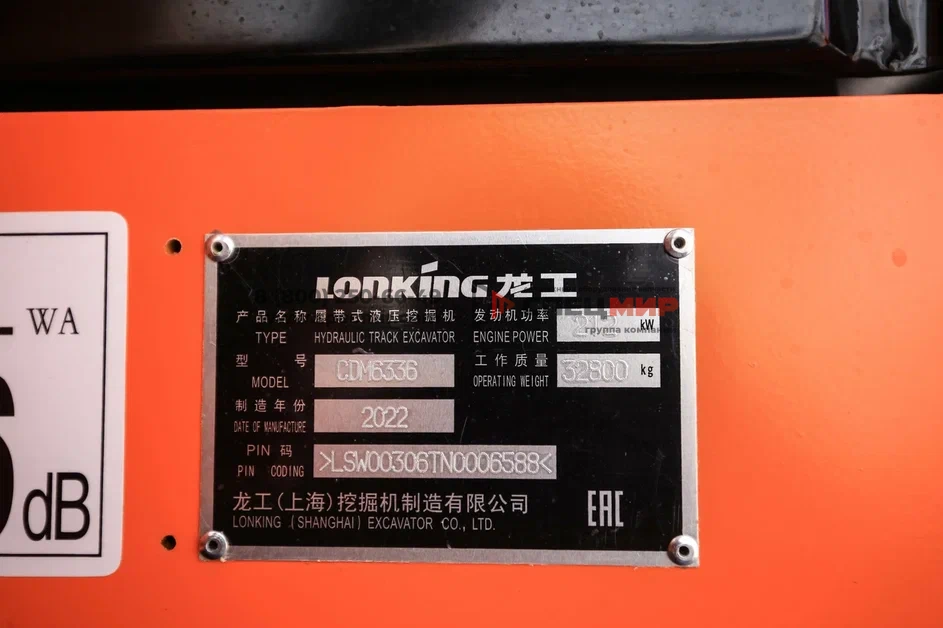 LONKING 龙工
产品名称 履带式液压挖掘机 发动机功率 kW
TYPE HYDRAULIC TRACK EXCAVATOR ENGINE POWER
型 号 CDM6336 工作质量 32800 kg
MODEL OPERATING WEIGHT
制造年份 2022
DATE OF MANUFACTURE
PIN 码 >LSW00306TN0006588<
PIN CODING
龙工(上海)挖掘机制造有限公司
LONKING (SHANGHAI) EXCAVATOR CO., LTD.
EAC
WA
dB
СПЕЦМИР
группа компаний